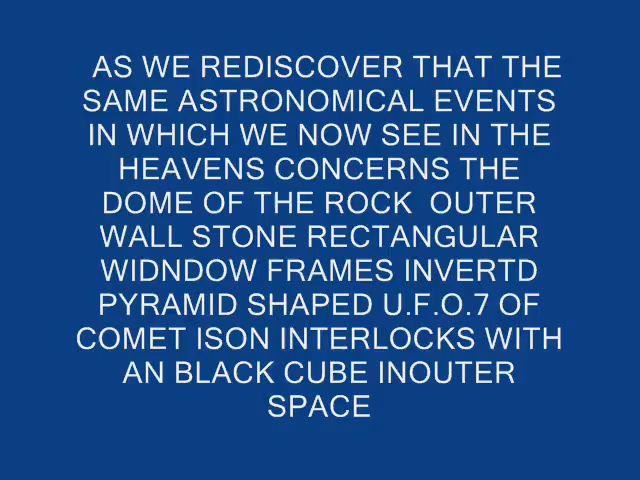 AS WE REDISCOVER THAT THE
SAME ASTRONOMICAL EVENTS
IN WHICH WE NOW SEE IN THE
HEAVENS CONCERNS THE
DOME OF THE ROCK  OUTER
WALL STONE RECTANGULAR
WIDNDOW FRAMES INVERTD
PYRAMID SHAPED U.F.O.7 OF
COMET ISON INTERLOCKS WITH
AN BLACK CUBE INOUTER
SPACE